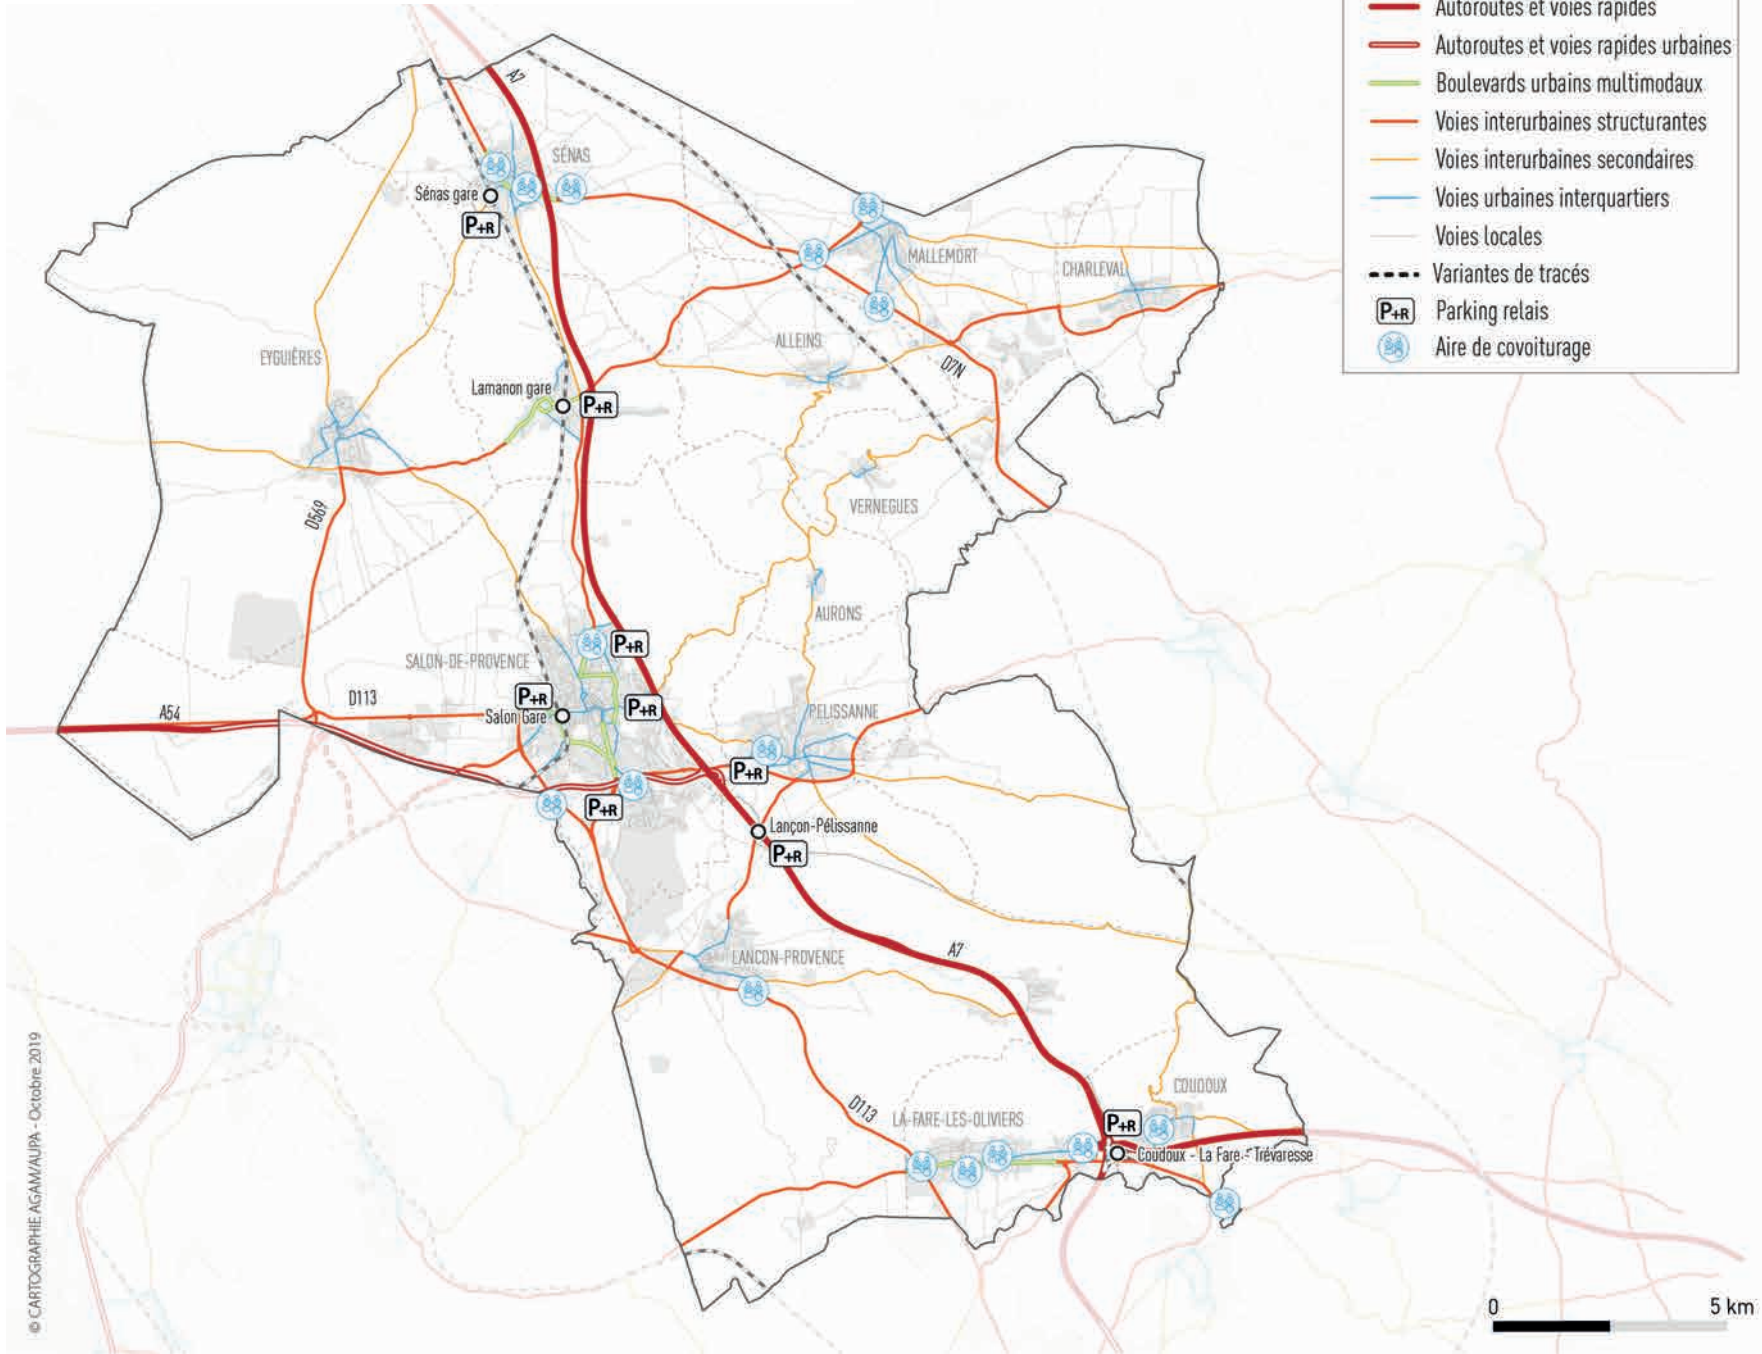 Autoroutes et voies rapides
Autoroutes et voies rapides urbaines
Boulevards urbains multimodaux
Voies interurbaines structurantes
Voies interurbaines secondaires
Voies urbaines interquartiers
Voies locales
Variantes de tracés
P+R Parking relais
Aire de covoiturage
A7
SÉNAS
Sénas gare
P+R
MALLEMORT
CHARLEVAL
ALLEINS
EYGUIÈRES
D7N
Lamanon gare
P+R
VERNEGUES
D569
AURONS
P+R
SALON-DE-PROVENCE
P+R
D113
A54
Salon Gare
P+R
PELISSANNE
P+R
P+R
Lançon-Pélissanne
P+R
LANCON-PROVENCE
A7
COUDOUX
D113
LA-FARE-LES-OLIVIERS
P+R
Coudoux - La Fare - Trévaresse
© CARTOGRAPHIE AGAM/AUPA - Octobre 2019
0 5 km